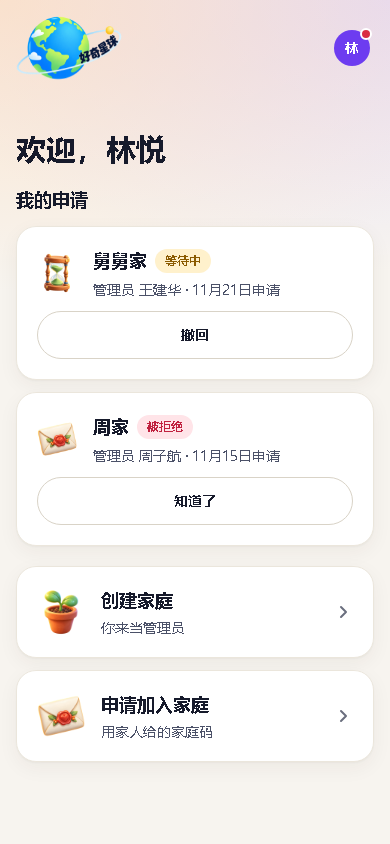 好奇星球
林
欢迎，林悦
我的申请
舅舅家 等待中
管理员 王建华 · 11月21日申请
撤回
周家 被拒绝
管理员 周子航 · 11月15日申请
知道了
创建家庭
你来当管理员
申请加入家庭
用家人给的家庭码